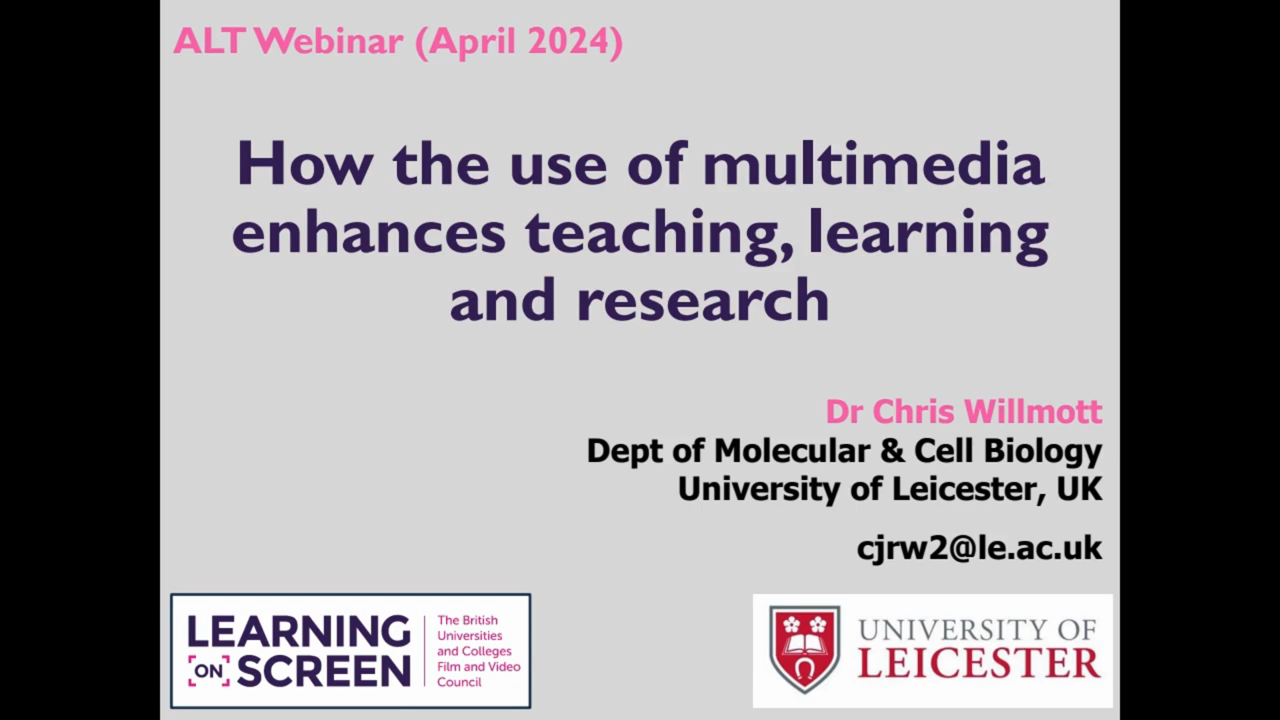 ALT Webinar (April 2024)
How the use of multimedia
enhances teaching, learning
and research
Dr Chris Willmott
Dept of Molecular & Cell Biology
University of Leicester, UK
cjrw2@le.ac.uk
LEARNING
[ON] SCREEN
The British
Universities
and Colleges
Film and Video
Council
UNIVERSITY OF
LEICESTER